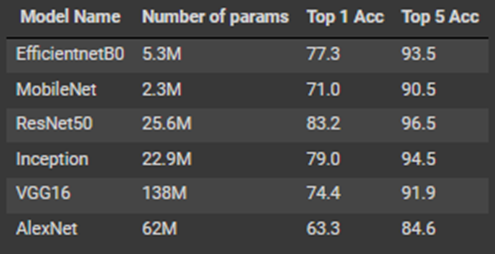 Model Name Number of params Top 1 Acc Top 5 Acc
EfficientnetB0 5.3M 77.3 93.5
MobileNet 2.3M 71.0 90.5
ResNet50 25.6M 83.2 96.5
Inception 22.9M 79.0 94.5
VGG16 138M 74.4 91.9
AlexNet 62M 63.3 84.6